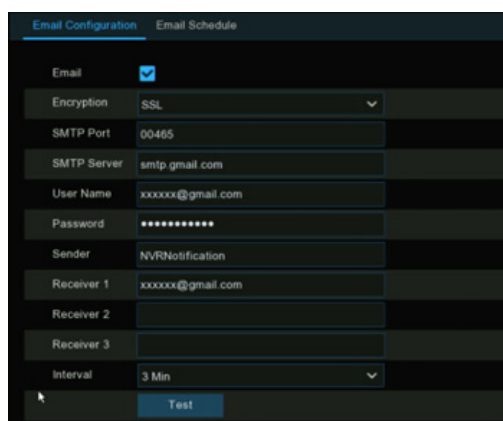 Email Configuration Email Schedule
Email
Encryption SSL
SMTP Port 00465
SMTP Server smtp.gmail.com
User Name xxxxxx@gmail.com
Password •••••••••••
Sender NVRNotification
Receiver 1 xxxxxx@gmail.com
Receiver 2
Receiver 3
Interval 3 Min
Test